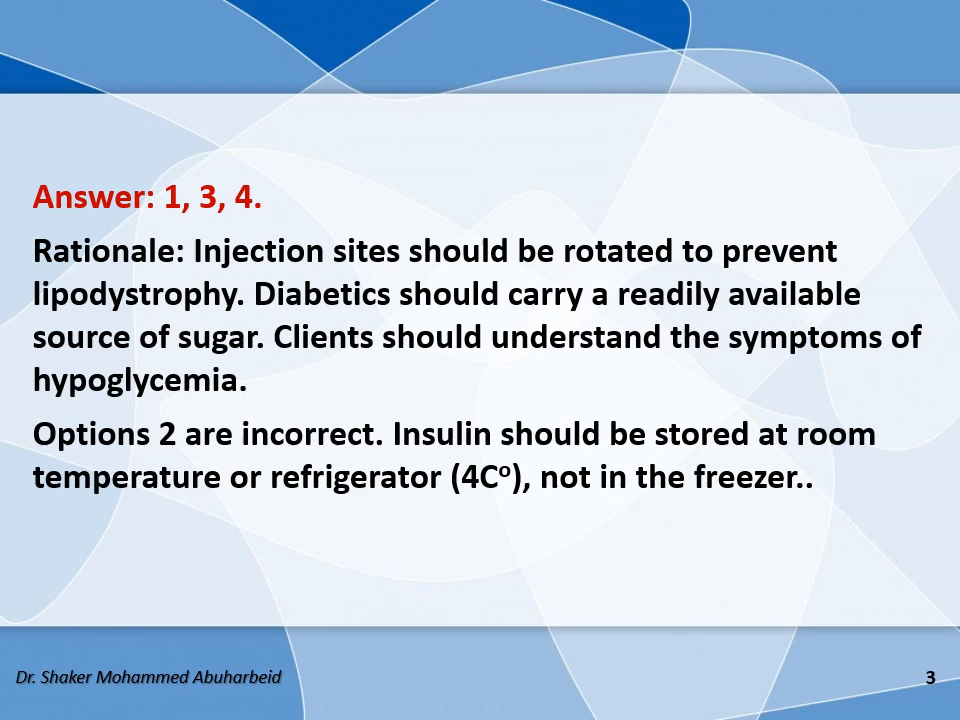 Answer: 1, 3, 4.
Rationale: Injection sites should be rotated to prevent
lipodystrophy. Diabetics should carry a readily available
source of sugar. Clients should understand the symptoms of
hypoglycemia.
Options 2 are incorrect. Insulin should be stored at room
temperature or refrigerator (4Cº), not in the freezer..
Dr. Shaker Mohammed Abuharbeid
3